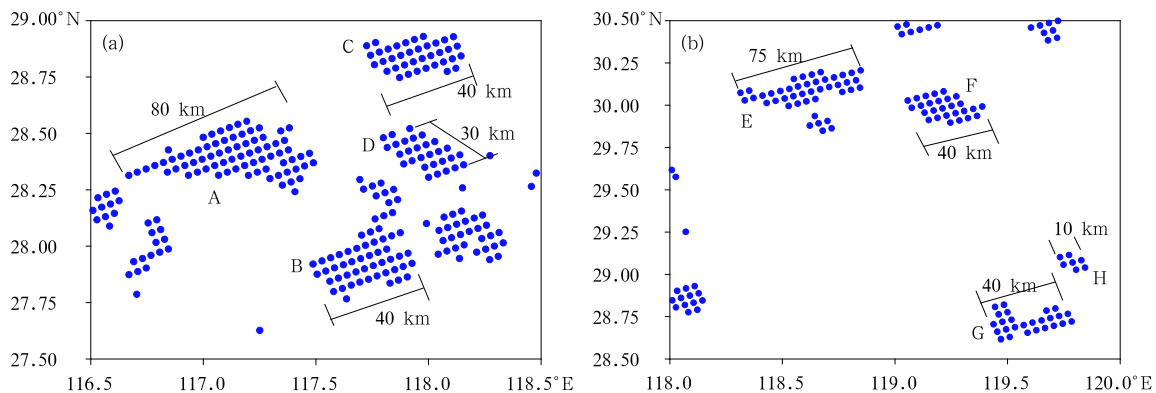 29.00°N
(a)
C
28.75
80 km
40 km
28.50
D
30 km
A
28.25
28.00
B
27.75
40 km
27.50
116.5 117.0 117.5 118.0 118.5°E
30.50°N
(b)
75 km
30.25
F
30.00
E
40 km
29.75
29.50
29.25
10 km
29.00
H
40 km
28.75
G
28.50
118.0 118.5 119.0 119.5 120.0°E